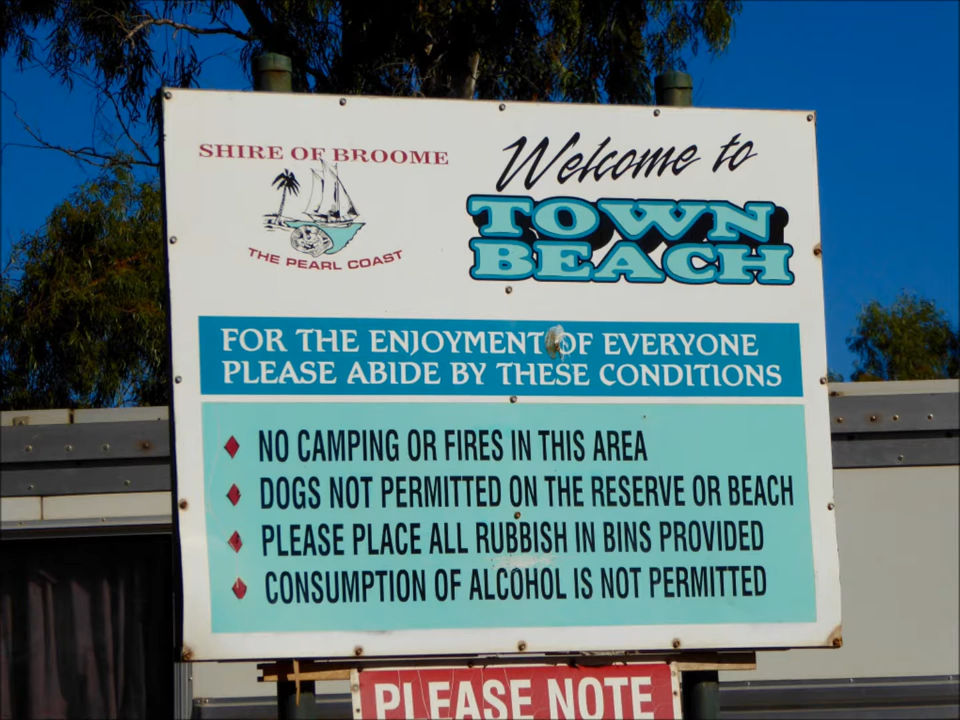 SHIRE OF BROOME
THE PEARL COAST
Welcome to
TOWN
BEACH
FOR THE ENJOYMENT OF EVERYONE
PLEASE ABIDE BY THESE CONDITIONS
NO CAMPING OR FIRES IN THIS AREA
DOGS NOT PERMITTED ON THE RESERVE OR BEACH
PLEASE PLACE ALL RUBBISH IN BINS PROVIDED
CONSUMPTION OF ALCOHOL IS NOT PERMITTED
PLEASE NOTE